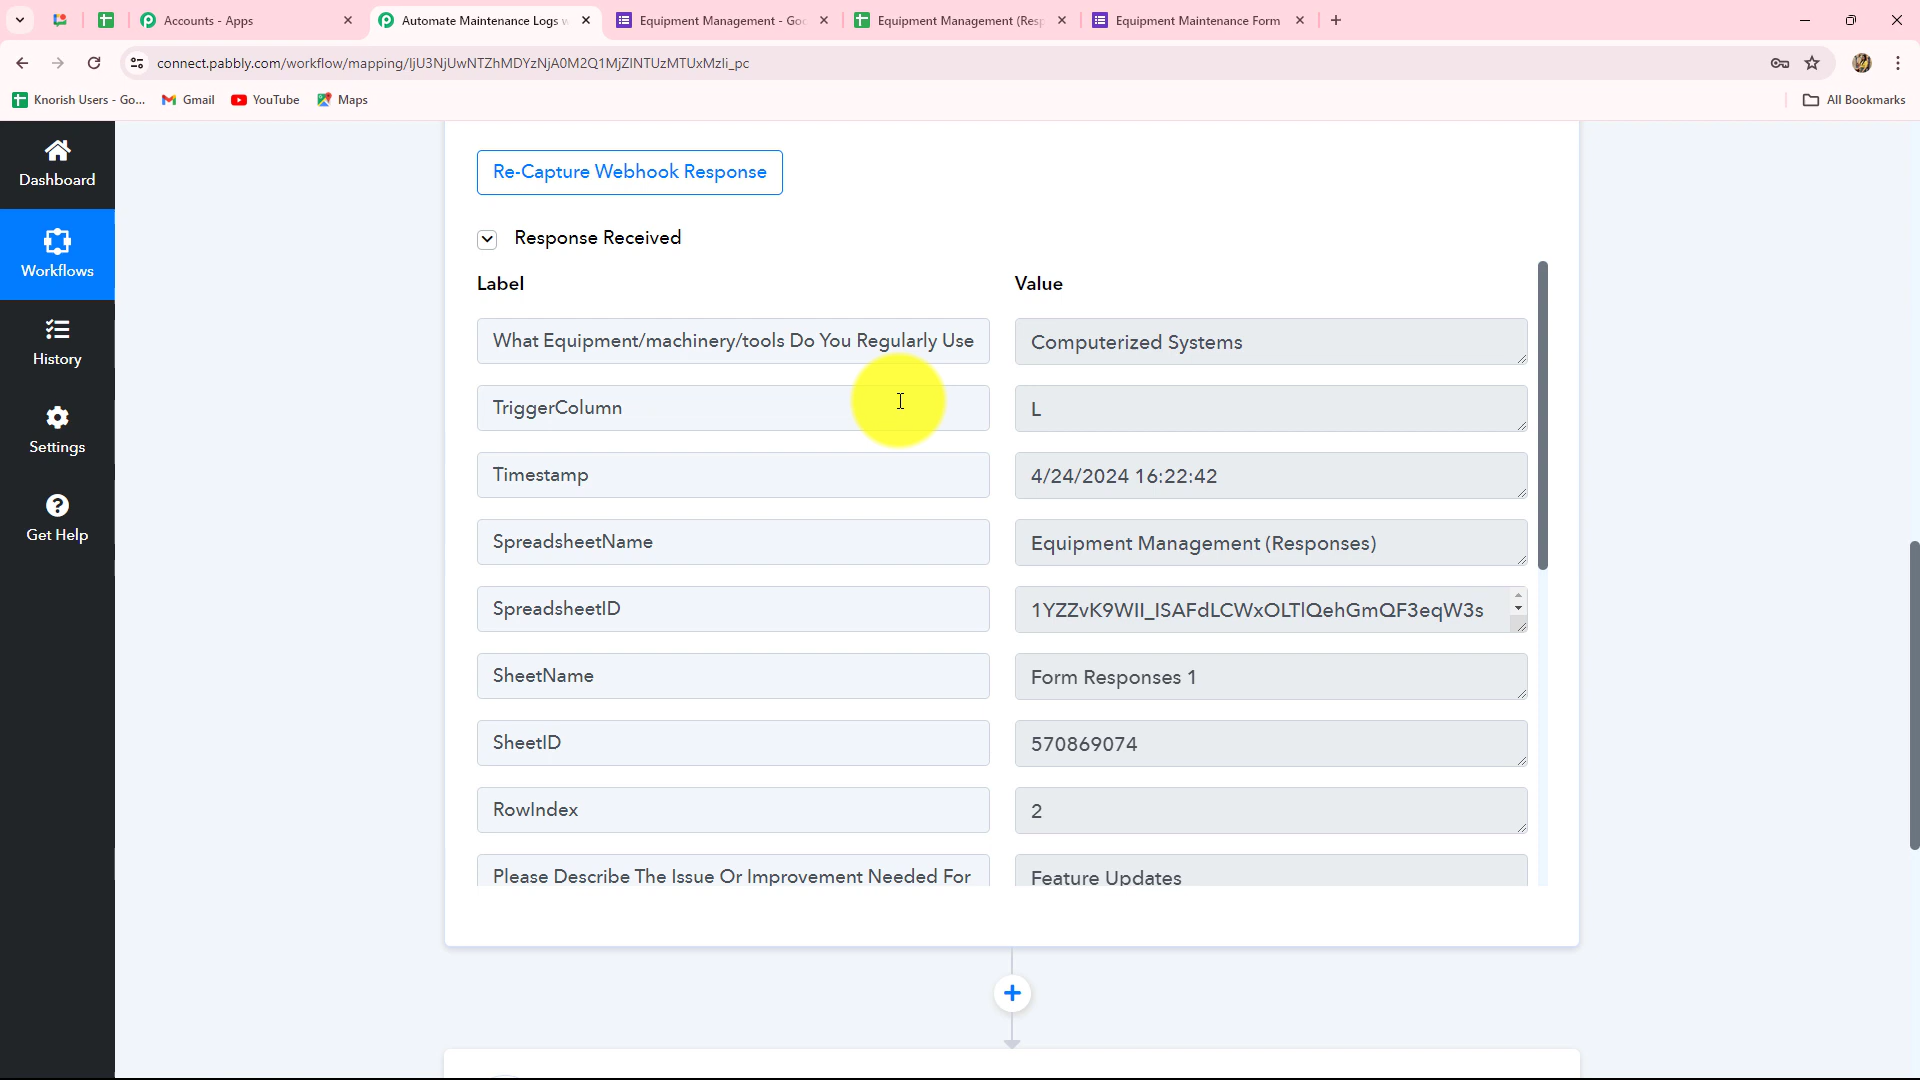 Accounts - Apps
Automate Maintenance Logs w
Equipment Management - Goo
Equipment Management (Resp
Equipment Maintenance Form
connect.pabbly.com/workflow/mapping/IjU3NjUwNTZhMDYzNjA0M2Q1MjZlNTUzMTUxMzIi_pc
Knorish Users - Go...
Gmail
YouTube
Maps
All Bookmarks
Dashboard
Workflows
History
Settings
Get Help
Re-Capture Webhook Response
Response Received
Label Value
What Equipment/machinery/tools Do You Regularly Use Computerized Systems
TriggerColumn L
Timestamp 4/24/2024 16:22:42
SpreadsheetName Equipment Management (Responses)
SpreadsheetID 1YZZvK9WII_ISAFdLCWxOLTlQehGmQF3eqW3s
SheetName Form Responses 1
SheetID 570869074
RowIndex 2
Please Describe The Issue Or Improvement Needed For Feature Updates